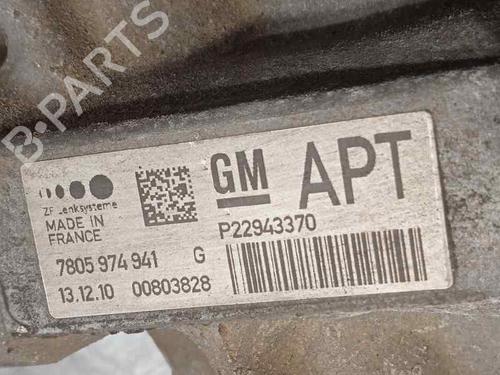 B-PARTS
ZF Lenksysteme
MADE IN
FRANCE
GM APT
P22943370
7805 974 941 G
13.12.10 00803828